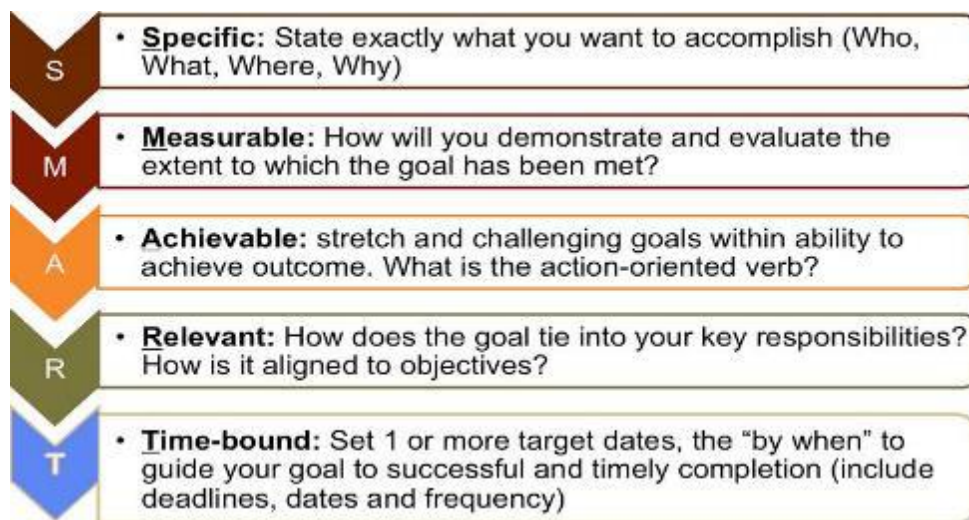 S
• Specific: State exactly what you want to accomplish (Who,
What, Where, Why)
M
• Measurable: How will you demonstrate and evaluate the
extent to which the goal has been met?
A
• Achievable: stretch and challenging goals within ability to
achieve outcome. What is the action-oriented verb?
R
• Relevant: How does the goal tie into your key responsibilities?
How is it aligned to objectives?
T
• Time-bound: Set 1 or more target dates, the “by when” to
guide your goal to successful and timely completion (include
deadlines, dates and frequency)